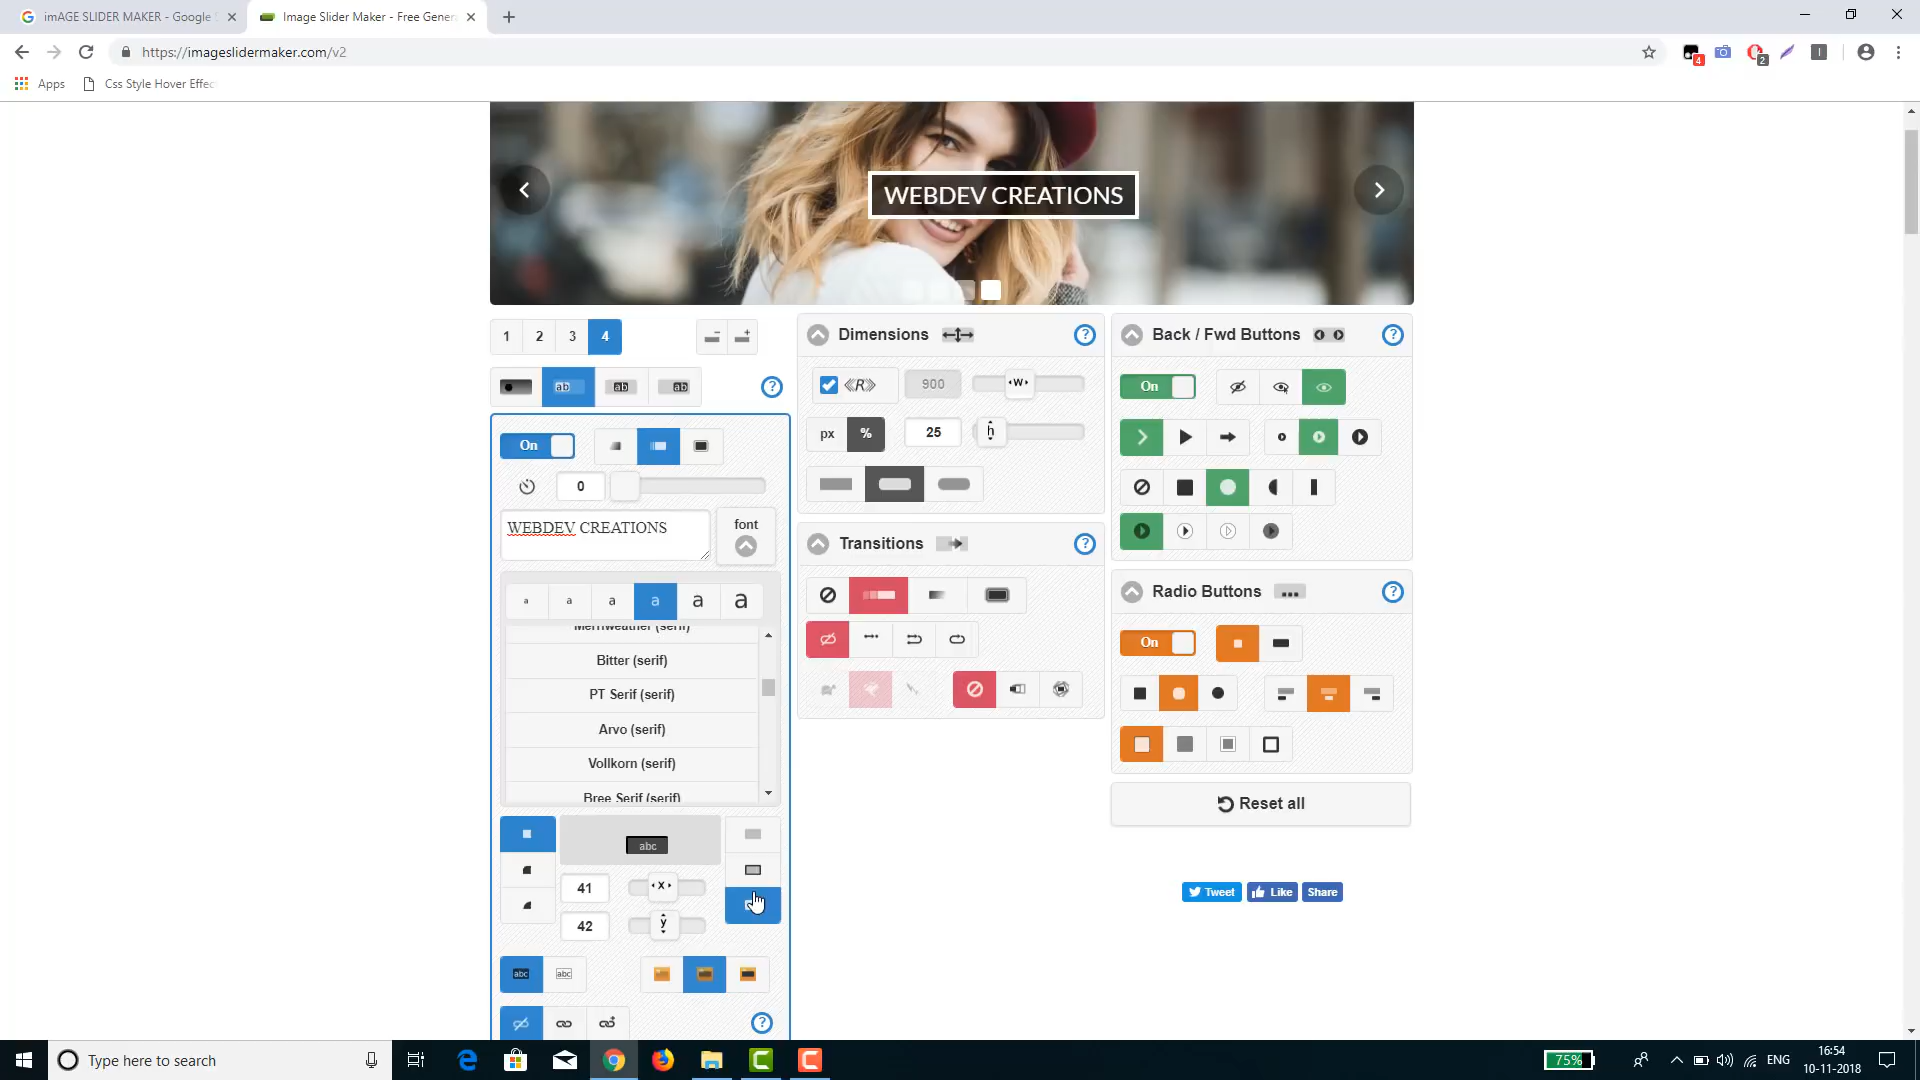 imAGE SLIDER MAKER - Google S
Image Slider Maker - Free Gener
https://imageslidermaker.com/v2
4
2
Apps
Css Style Hover Effec
WEBDEV CREATIONS
1 2 3 4
Dimensions
?
Back / Fwd Buttons
?
R 900 W
On
ab ab ab
?
px % 25 h
On
0
WEBDEV CREATIONS
font
Transitions
?
Radio Buttons
?
a a a a a a
Merriweather (serif)
Bitter (serif)
PT Serif (serif)
Arvo (serif)
Vollkorn (serif)
Bree Serif (serif)
On
Reset all
abc
41 X
42 y
Tweet Like Share
abc abc
?
Type here to search
75%
ENG
16:54
10-11-2018